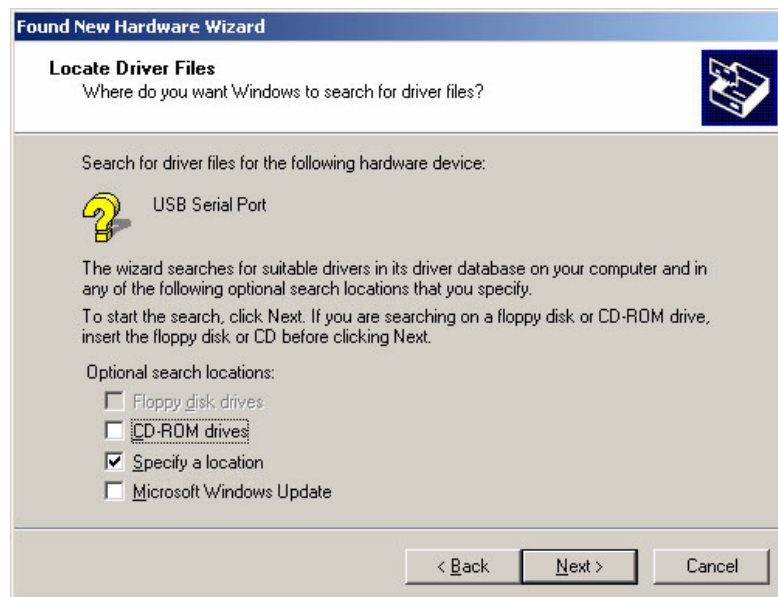 Found New Hardware Wizard
Locate Driver Files
Where do you want Windows to search for driver files?
Search for driver files for the following hardware device:
USB Serial Port
The wizard searches for suitable drivers in its driver database on your computer and in
any of the following optional search locations that you specify.
To start the search, click Next. If you are searching on a floppy disk or CD-ROM drive,
insert the floppy disk or CD before clicking Next.
Optional search locations:
Floppy disk drives
CD-ROM drives
Specify a location
Microsoft Windows Update
< Back Next > Cancel